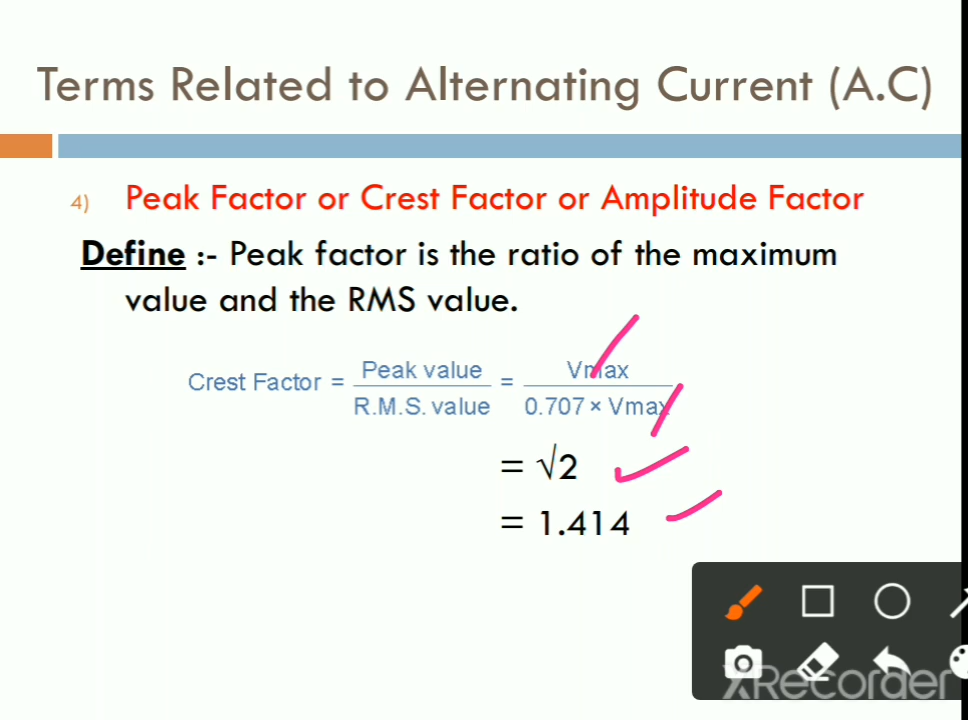 Terms Related to Alternating Current (A.C)
4) Peak Factor or Crest Factor or Amplitude Factor
Define :- Peak factor is the ratio of the maximum
value and the RMS value.
Crest Factor = Peak value / R.M.S. value = Vmax / 0.707 × Vmax
= √2
= 1.414
XRecorder